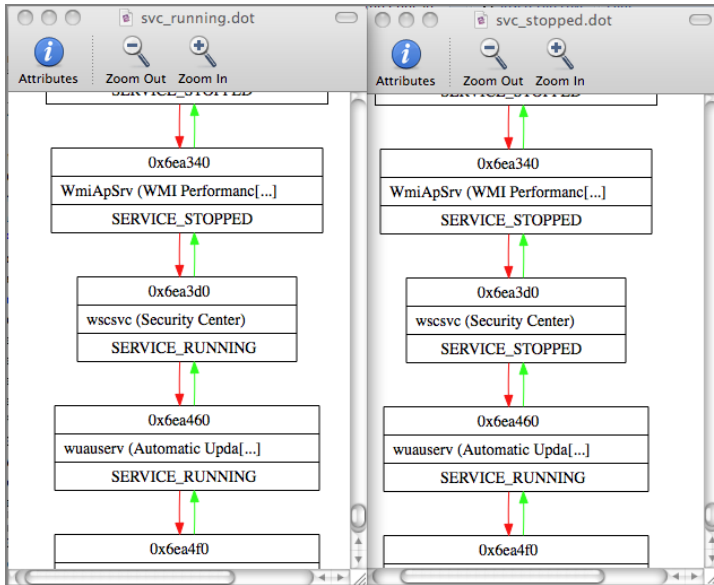 svc_running.dot
Attributes
Zoom Out
Zoom In
SERVICE_STOPPED
0x6ea340
WmiApSrv (WMI Performanc[...]
SERVICE_STOPPED
0x6ea3d0
wscsvc (Security Center)
SERVICE_RUNNING
0x6ea460
wuauserv (Automatic Upda[...]
SERVICE_RUNNING
0x6ea4f0
svc_stopped.dot
Attributes
Zoom Out
Zoom In
SERVICE_STOPPED
0x6ea340
WmiApSrv (WMI Performanc[...]
SERVICE_STOPPED
0x6ea3d0
wscsvc (Security Center)
SERVICE_STOPPED
0x6ea460
wuauserv (Automatic Upda[...]
SERVICE_RUNNING
0x6ea4f0